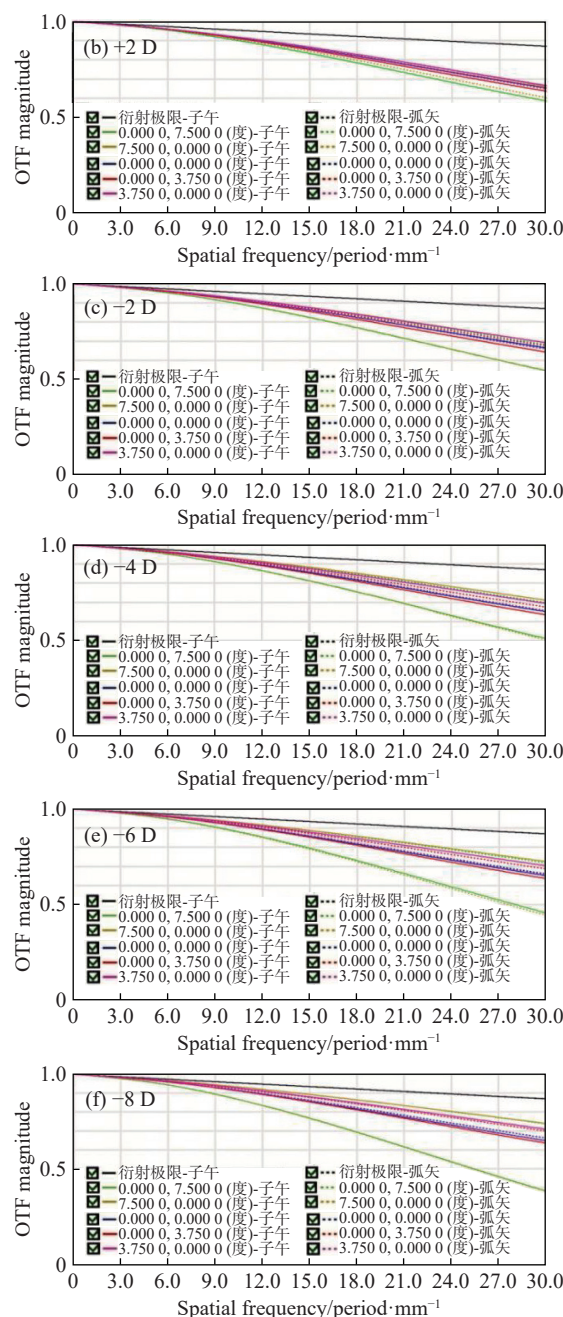 1.0
(b) +2 D
0.5
0
OTF magnitude
衍射极限-子午
0.000 0, 7.500 0 (度)-子午
7.500 0, 0.000 0 (度)-子午
0.000 0, 0.000 0 (度)-子午
0.000 0, 3.750 0 (度)-子午
3.750 0, 0.000 0 (度)-子午
衍射极限-弧矢
0.000 0, 7.500 0 (度)-弧矢
7.500 0, 0.000 0 (度)-弧矢
0.000 0, 0.000 0 (度)-弧矢
0.000 0, 3.750 0 (度)-弧矢
3.750 0, 0.000 0 (度)-弧矢
0 3.0 6.0 9.0 12.0 15.0 18.0 21.0 24.0 27.0 30.0
Spatial frequency/period·mm⁻¹
1.0
(c) −2 D
0.5
0
OTF magnitude
衍射极限-子午
0.000 0, 7.500 0 (度)-子午
7.500 0, 0.000 0 (度)-子午
0.000 0, 0.000 0 (度)-子午
0.000 0, 3.750 0 (度)-子午
3.750 0, 0.000 0 (度)-子午
衍射极限-弧矢
0.000 0, 7.500 0 (度)-弧矢
7.500 0, 0.000 0 (度)-弧矢
0.000 0, 0.000 0 (度)-弧矢
0.000 0, 3.750 0 (度)-弧矢
3.750 0, 0.000 0 (度)-弧矢
0 3.0 6.0 9.0 12.0 15.0 18.0 21.0 24.0 27.0 30.0
Spatial frequency/period·mm⁻¹
1.0
(d) −4 D
0.5
0
OTF magnitude
衍射极限-子午
0.000 0, 7.500 0 (度)-子午
7.500 0, 0.000 0 (度)-子午
0.000 0, 0.000 0 (度)-子午
0.000 0, 3.750 0 (度)-子午
3.750 0, 0.000 0 (度)-子午
衍射极限-弧矢
0.000 0, 7.500 0 (度)-弧矢
7.500 0, 0.000 0 (度)-弧矢
0.000 0, 0.000 0 (度)-弧矢
0.000 0, 3.750 0 (度)-弧矢
3.750 0, 0.000 0 (度)-弧矢
0 3.0 6.0 9.0 12.0 15.0 18.0 21.0 24.0 27.0 30.0
Spatial frequency/period·mm⁻¹
1.0
(e) −6 D
0.5
0
OTF magnitude
衍射极限-子午
0.000 0, 7.500 0 (度)-子午
7.500 0, 0.000 0 (度)-子午
0.000 0, 0.000 0 (度)-子午
0.000 0, 3.750 0 (度)-子午
3.750 0, 0.000 0 (度)-子午
衍射极限-弧矢
0.000 0, 7.500 0 (度)-弧矢
7.500 0, 0.000 0 (度)-弧矢
0.000 0, 0.000 0 (度)-弧矢
0.000 0, 3.750 0 (度)-弧矢
3.750 0, 0.000 0 (度)-弧矢
0 3.0 6.0 9.0 12.0 15.0 18.0 21.0 24.0 27.0 30.0
Spatial frequency/period·mm⁻¹
1.0
(f) −8 D
0.5
0
OTF magnitude
衍射极限-子午
0.000 0, 7.500 0 (度)-子午
7.500 0, 0.000 0 (度)-子午
0.000 0, 0.000 0 (度)-子午
0.000 0, 3.750 0 (度)-子午
3.750 0, 0.000 0 (度)-子午
衍射极限-弧矢
0.000 0, 7.500 0 (度)-弧矢
7.500 0, 0.000 0 (度)-弧矢
0.000 0, 0.000 0 (度)-弧矢
0.000 0, 3.750 0 (度)-弧矢
3.750 0, 0.000 0 (度)-弧矢
0 3.0 6.0 9.0 12.0 15.0 18.0 21.0 24.0 27.0 30.0
Spatial frequency/period·mm⁻¹